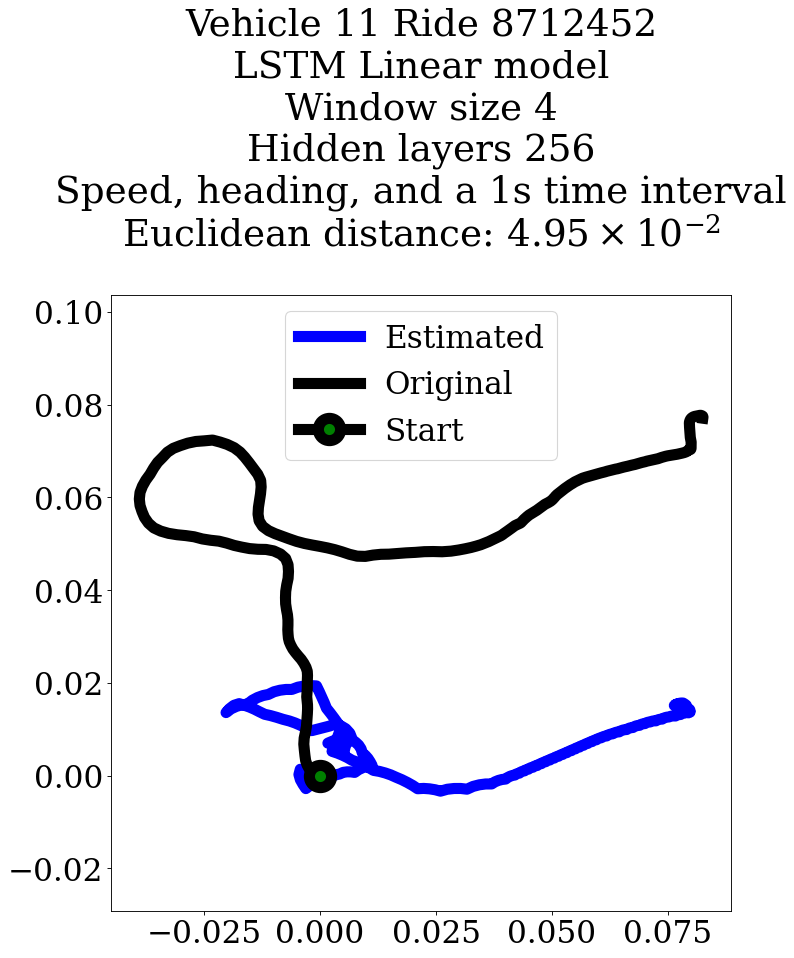 Vehicle 11 Ride 8712452
LSTM Linear model
Window size 4
Hidden layers 256
Speed, heading, and a 1s time interval
Euclidean distance: 4.95 × 10⁻²
Estimated
Original
Start
0.10
0.08
0.06
0.04
0.02
0.00
−0.02
−0.025 0.000 0.025 0.050 0.075